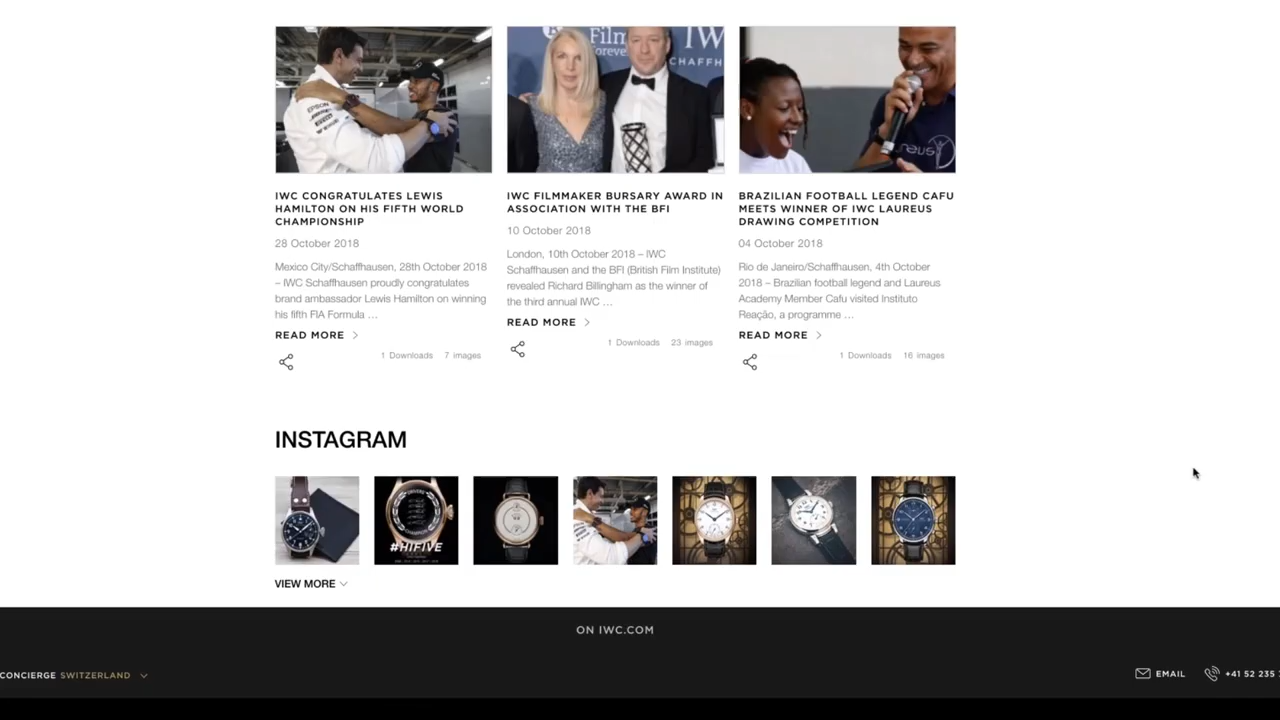 Film
Forever
IW
CHAFFH
EPSON
PIRELLI
IWC CONGRATULATES LEWIS
HAMILTON ON HIS FIFTH WORLD
CHAMPIONSHIP
28 October 2018
Mexico City/Schaffhausen, 28th October 2018
– IWC Schaffhausen proudly congratulates
brand ambassador Lewis Hamilton on winning
his fifth FIA Formula …
READ MORE
1 Downloads 7 images
IWC FILMMAKER BURSARY AWARD IN
ASSOCIATION WITH THE BFI
10 October 2018
London, 10th October 2018 – IWC
Schaffhausen and the BFI (British Film Institute)
revealed Richard Billingham as the winner of
the third annual IWC …
READ MORE
1 Downloads 23 images
BRAZILIAN FOOTBALL LEGEND CAFU
MEETS WINNER OF IWC LAUREUS
DRAWING COMPETITION
04 October 2018
Rio de Janeiro/Schaffhausen, 4th October
2018 – Brazilian football legend and Laureus
Academy Member Cafu visited Instituto
Reação, a programme …
READ MORE
1 Downloads 16 images
INSTAGRAM
#HIFIVE
VIEW MORE
ON IWC.COM
CONCIERGE SWITZERLAND
EMAIL
+41 52 235